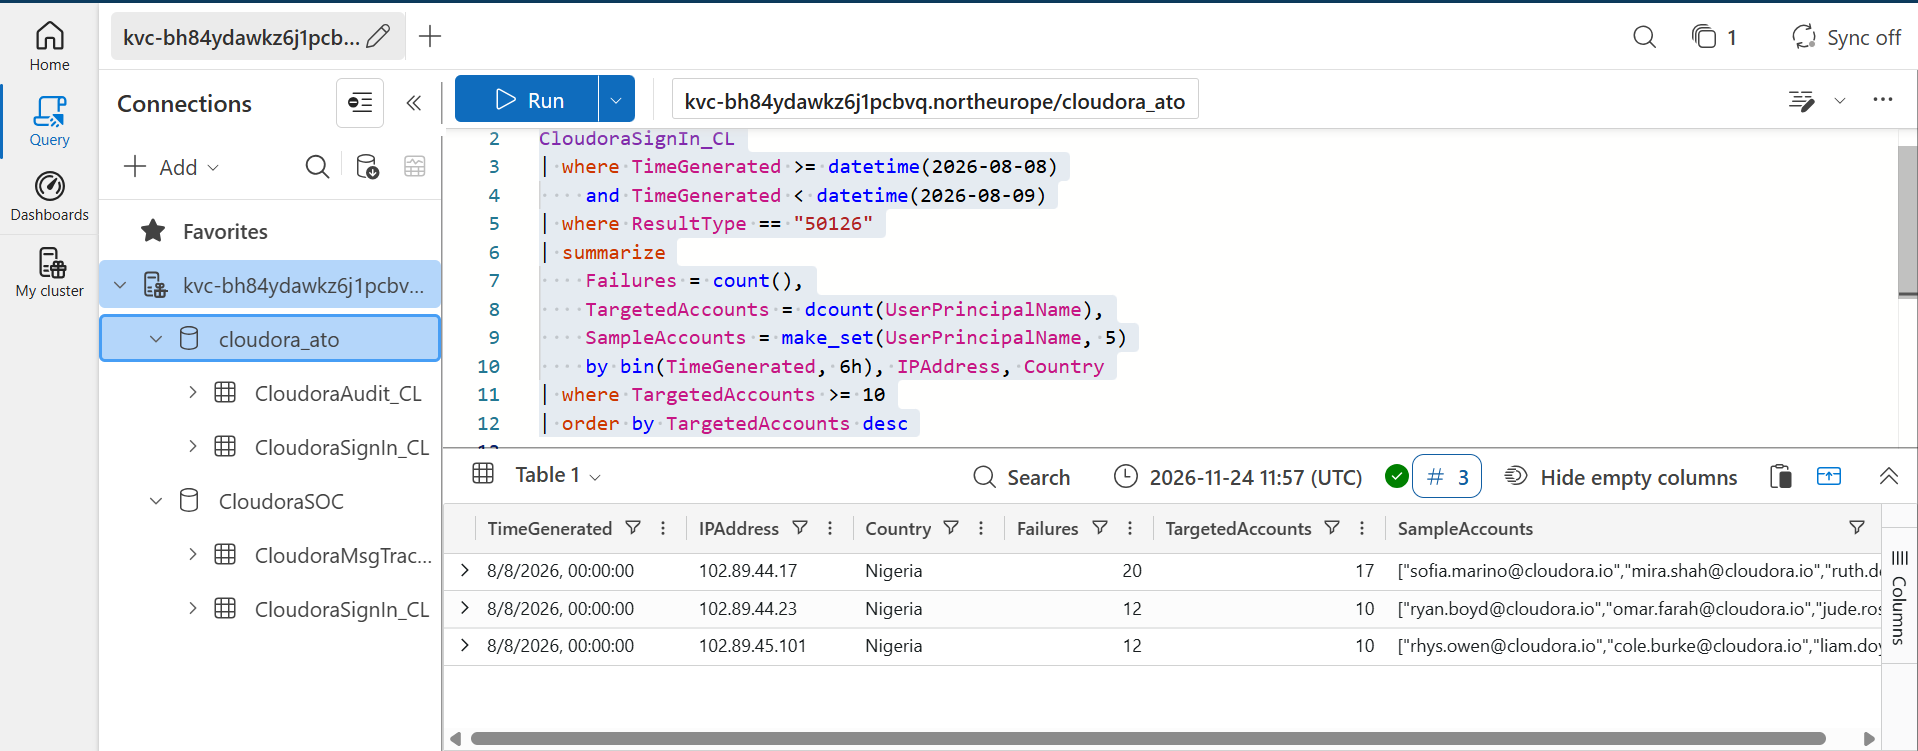 kvc-bh84ydawkz6j1pcb...
1
Sync off
Home
Query
Dashboards
My cluster
Connections
Add
Favorites
kvc-bh84ydawkz6j1pcbv...
cloudora_ato
CloudoraAudit_CL
CloudoraSignIn_CL
CloudoraSOC
CloudoraMsgTrac...
CloudoraSignIn_CL
Run
kvc-bh84ydawkz6j1pcbvq.northeurope/cloudora_ato
2 CloudoraSignIn_CL
3 | where TimeGenerated >= datetime(2026-08-08)
4 and TimeGenerated < datetime(2026-08-09)
5 | where ResultType == "50126"
6 | summarize
7 Failures = count(),
8 TargetedAccounts = dcount(UserPrincipalName),
9 SampleAccounts = make_set(UserPrincipalName, 5)
10 by bin(TimeGenerated, 6h), IPAddress, Country
11 | where TargetedAccounts >= 10
12 | order by TargetedAccounts desc
Table 1 Search 2026-11-24 11:57 (UTC) # 3 Hide empty columns
TimeGenerated IPAddress Country Failures TargetedAccounts SampleAccounts
8/8/2026, 00:00:00 102.89.44.17 Nigeria 20 17 ["sofia.marino@cloudora.io","mira.shah@cloudora.io","ruth.d
8/8/2026, 00:00:00 102.89.44.23 Nigeria 12 10 ["ryan.boyd@cloudora.io","omar.farah@cloudora.io","jude.ros
8/8/2026, 00:00:00 102.89.45.101 Nigeria 12 10 ["rhys.owen@cloudora.io","cole.burke@cloudora.io","liam.doy
Columns